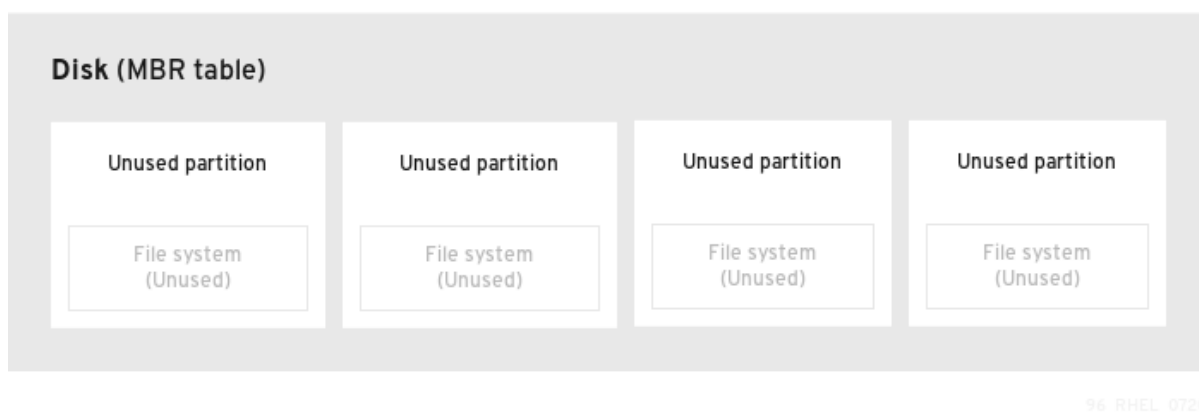 Disk (MBR table)
Unused partition
File system
(Unused)
Unused partition
File system
(Unused)
Unused partition
File system
(Unused)
Unused partition
File system
(Unused)
96_RHEL_072